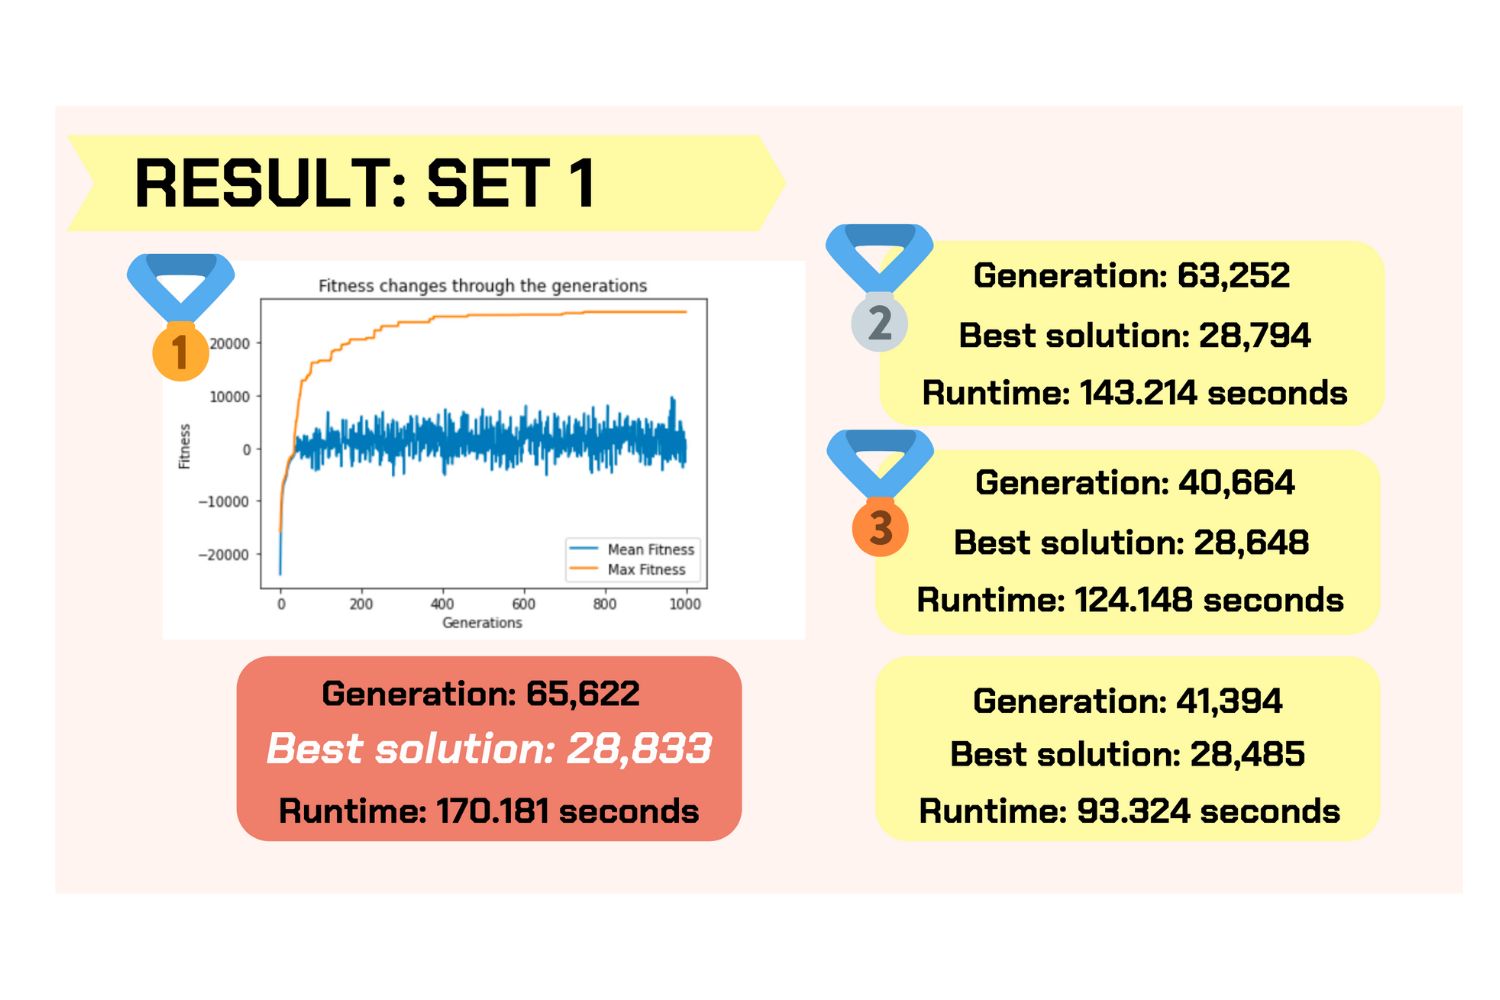 RESULT: SET 1
1
Fitness changes through the generations
20000
10000
0
−10000
−20000
Fitness
Mean Fitness
Max Fitness
0 200 400 600 800 1000
Generations
Generation: 65,622
Best solution: 28,833
Runtime: 170.181 seconds
2
Generation: 63,252
Best solution: 28,794
Runtime: 143.214 seconds
3
Generation: 40,664
Best solution: 28,648
Runtime: 124.148 seconds
Generation: 41,394
Best solution: 28,485
Runtime: 93.324 seconds